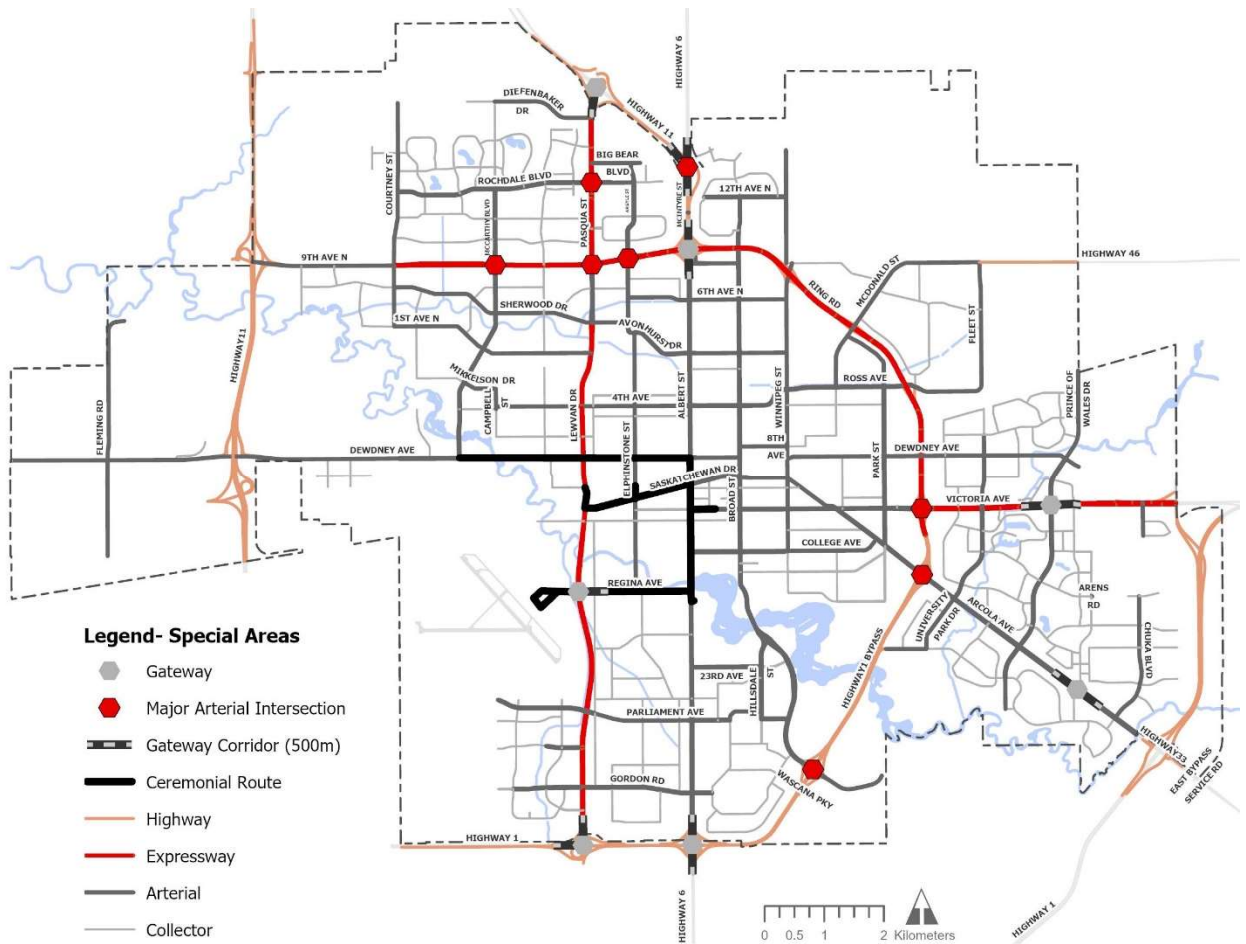 HIGHWAY 6
DIEFENBAKER
DR
HIGHWAY 11
BIG BEAR
BLVD
COURTNEY ST
ROCHDALE BLVD
12TH AVE N
MCCARTHY BLVD
PASQUA ST
MCINTYRE ST
9TH AVE N
HIGHWAY 46
RING RD
MCDONALD ST
FLEET ST
6TH AVE N
SHERWOOD DR
1ST AVE N
AVONHURST DR
HIGHWAY11
MIKKELSON DR
CAMPBELL
ST
LEWVAN DR
4TH AVE
ALBERT ST
WINNIPEG ST
ROSS AVE
PRINCE OF
WALES DR
FLEMING RD
DEWDNEY AVE
ELPHINSTONE ST
SASKATCHEWAN DR
BROAD ST
8TH
AVE
PARK ST
DEWDNEY AVE
VICTORIA AVE
COLLEGE AVE
REGINA AVE
UNIVERSITY
PARK DR
ARCOLA AVE
ARENS
RD
CHUKA BLVD
HIGHWAY1 BYPASS
23RD AVE
HILLSDALE
ST
PARLIAMENT AVE
GORDON RD
WASCANA PKY
HIGHWAY33
EAST BYPASS
SERVICE RD
HIGHWAY 1
HIGHWAY 6
HIGHWAY 1
Legend- Special Areas
Gateway
Major Arterial Intersection
Gateway Corridor (500m)
Ceremonial Route
Highway
Expressway
Arterial
Collector
0 0.5 1 2 Kilometers